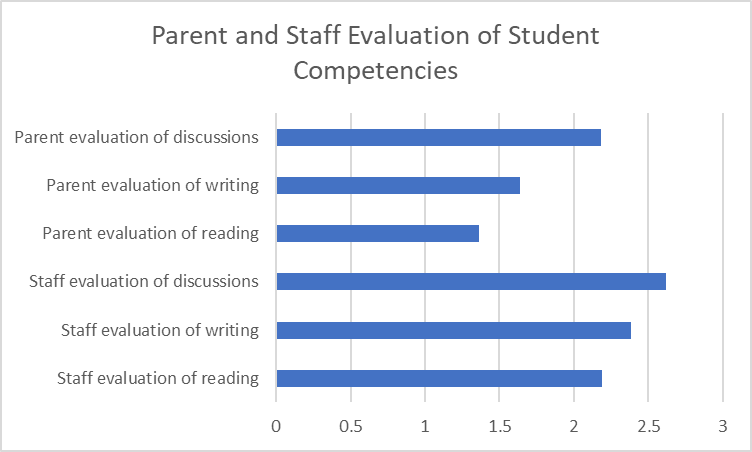 Parent and Staff Evaluation of Student
Competencies
Parent evaluation of discussions
Parent evaluation of writing
Parent evaluation of reading
Staff evaluation of discussions
Staff evaluation of writing
Staff evaluation of reading
0 0.5 1 1.5 2 2.5 3